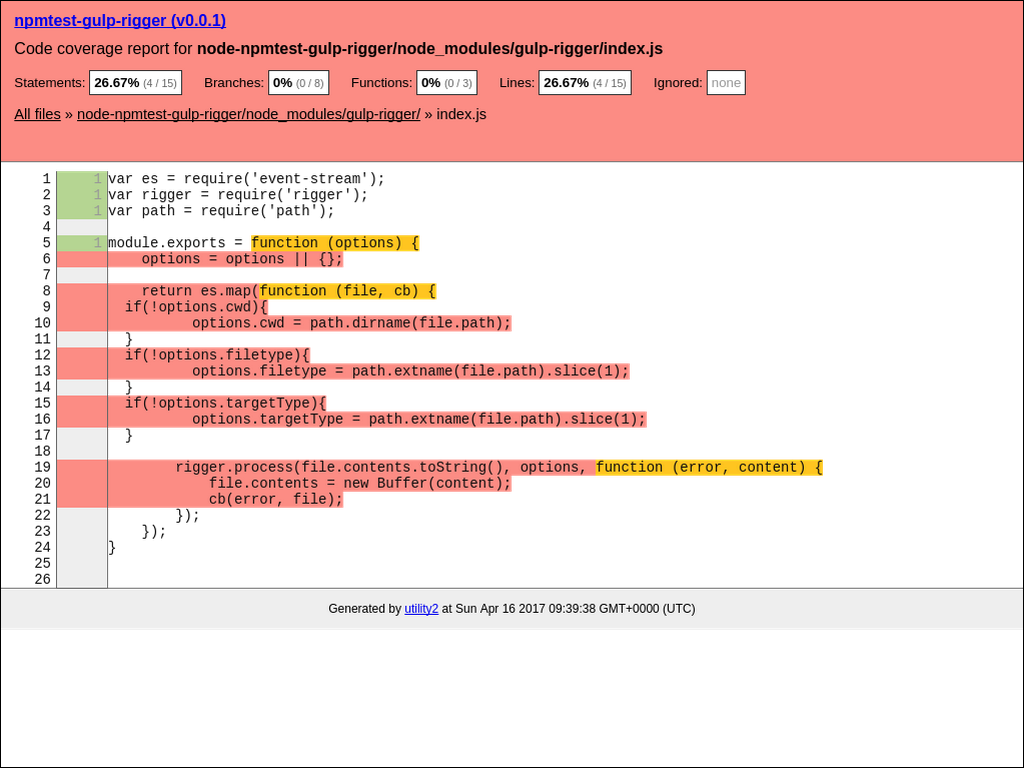 npmtest-gulp-rigger (v0.0.1)
Code coverage report for node-npmtest-gulp-rigger/node_modules/gulp-rigger/index.js
Statements: 26.67% (4 / 15) Branches: 0% (0 / 8) Functions: 0% (0 / 3) Lines: 26.67% (4 / 15) Ignored: none
All files » node-npmtest-gulp-rigger/node_modules/gulp-rigger/ » index.js
1 1 var es = require('event-stream');
2 1 var rigger = require('rigger');
3 1 var path = require('path');
4
5 1 module.exports = function (options) {
6     options = options || {};
7
8     return es.map(function (file, cb) {
9   if(!options.cwd){
10           options.cwd = path.dirname(file.path);
11   }
12   if(!options.filetype){
13           options.filetype = path.extname(file.path).slice(1);
14   }
15   if(!options.targetType){
16           options.targetType = path.extname(file.path).slice(1);
17   }
18
19         rigger.process(file.contents.toString(), options, function (error, content) {
20             file.contents = new Buffer(content);
21             cb(error, file);
22         });
23     });
24 }
25
26
Generated by utility2 at Sun Apr 16 2017 09:39:38 GMT+0000 (UTC)